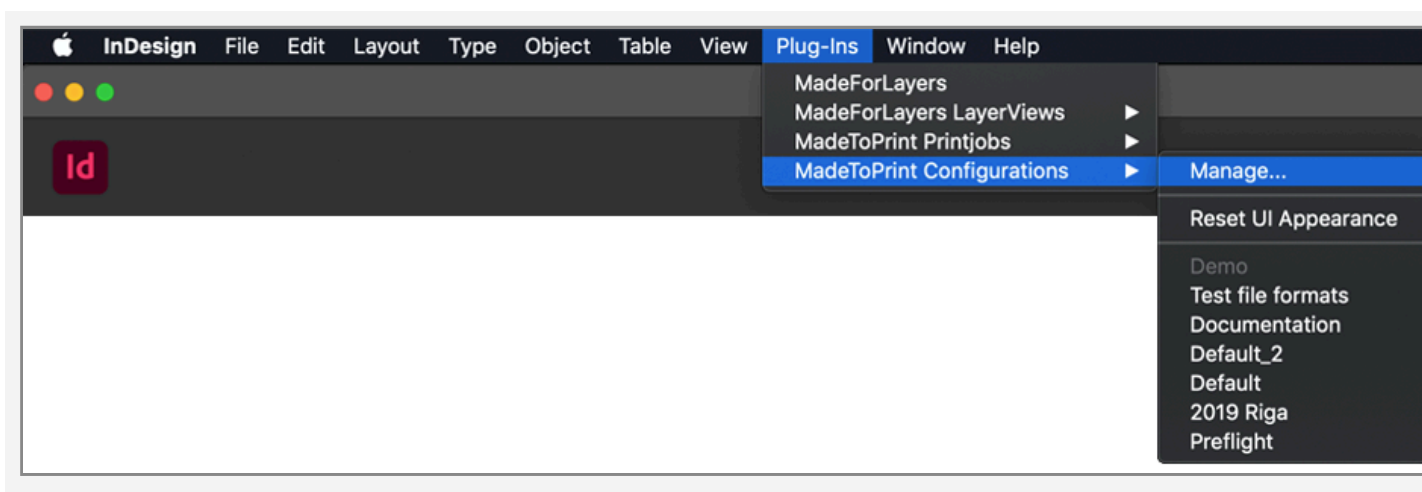 InDesign File Edit Layout Type Object Table View Plug-Ins Window Help
MadeForLayers
MadeForLayers LayerViews
MadeToPrint Printjobs
MadeToPrint Configurations
Id
Manage...
Reset UI Appearance
Demo
Test file formats
Documentation
Default_2
Default
2019 Riga
Preflight